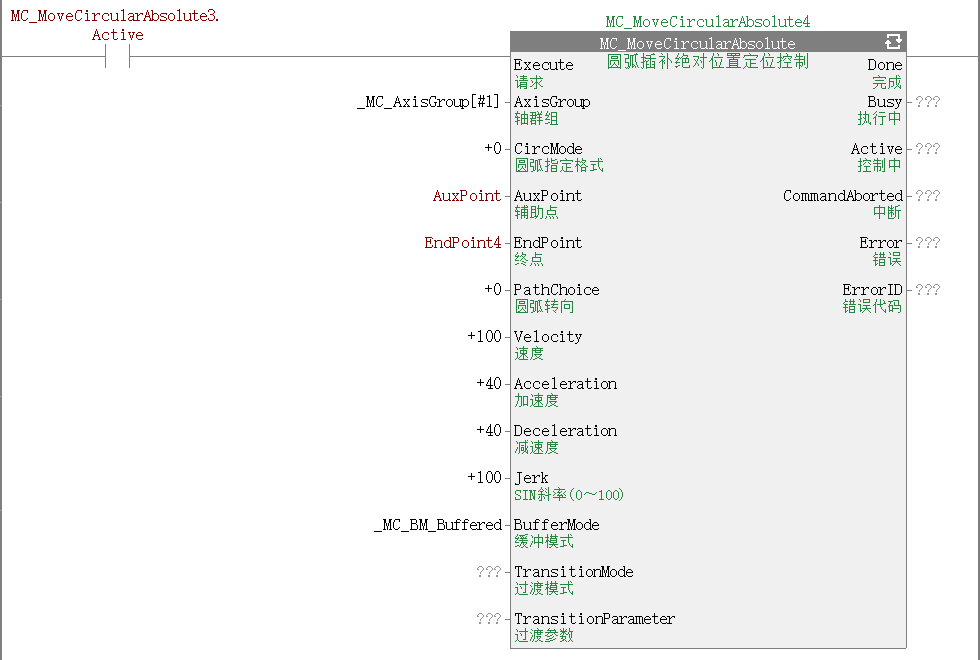 MC_MoveCircularAbsolute3.
Active
MC_MoveCircularAbsolute4
MC_MoveCircularAbsolute
圆弧插补绝对位置定位控制
Execute Done
请求 完成
_MC_AxisGroup[#1] AxisGroup Busy ???
轴群组 执行中
+0 CircMode Active ???
圆弧指定格式 控制中
AuxPoint AuxPoint CommandAborted ???
辅助点 中断
EndPoint4 EndPoint Error ???
终点 错误
+0 PathChoice ErrorID ???
圆弧转向 错误代码
+100 Velocity
速度
+40 Acceleration
加速度
+40 Deceleration
减速度
+100 Jerk
SIN斜率(0～100)
_MC_BM_Buffered BufferMode
缓冲模式
??? TransitionMode
过渡模式
??? TransitionParameter
过渡参数